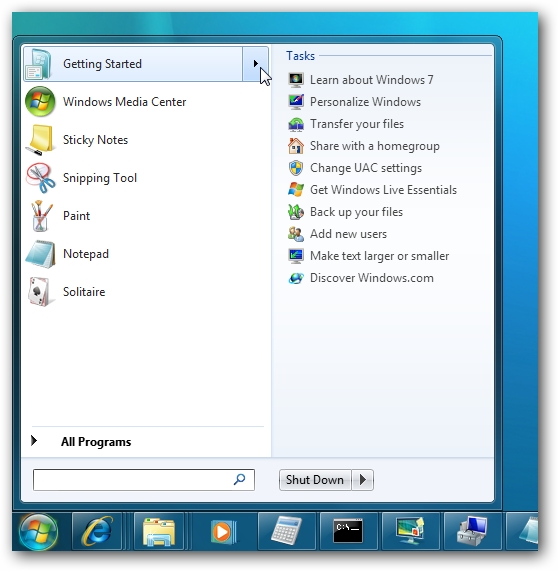 Getting Started
Windows Media Center
Sticky Notes
Snipping Tool
Paint
Notepad
Solitaire
All Programs
Tasks
Learn about Windows 7
Personalize Windows
Transfer your files
Share with a homegroup
Change UAC settings
Get Windows Live Essentials
Back up your files
Add new users
Make text larger or smaller
Discover Windows.com
Shut Down
C:\_